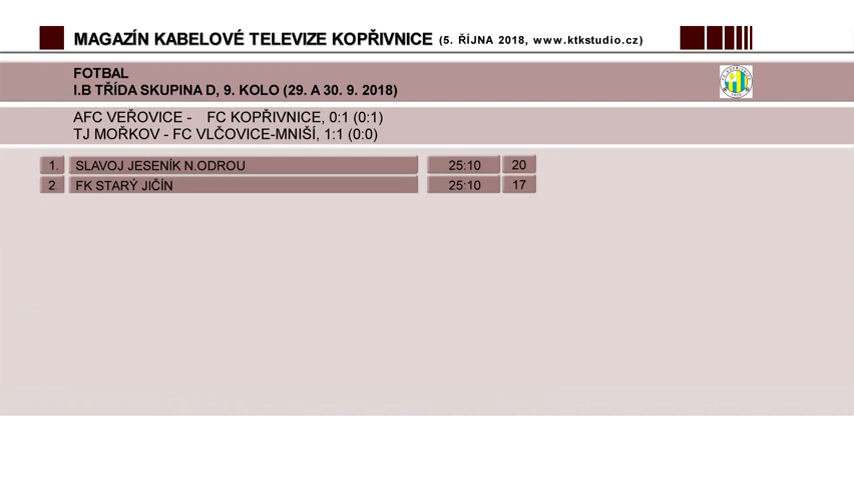 MAGAZÍN KABELOVÉ TELEVIZE KOPŘIVNICE (5. ŘÍJNA 2018, www.ktkstudio.cz)
FOTBAL
I.B TŘÍDA SKUPINA D, 9. KOLO (29. A 30. 9. 2018)
AFC VEŘOVICE - FC KOPŘIVNICE, 0:1 (0:1)
TJ MOŘKOV - FC VLČOVICE-MNIŠÍ, 1:1 (0:0)
1. SLAVOJ JESENÍK N.ODROU 25:10 20
2. FK STARÝ JIČÍN 25:10 17